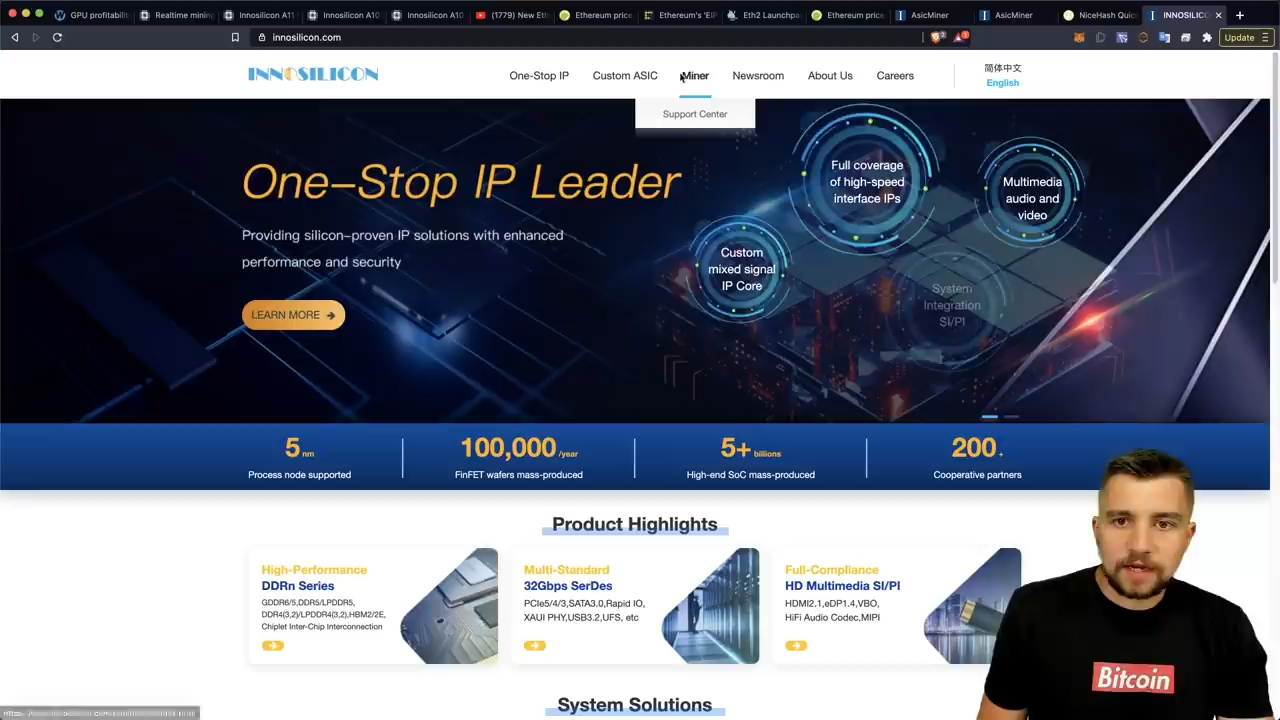 GPU profitabili
Realtime mining
Innosilicon A11
Innosilicon A10
Innosilicon A10
(1779) New Eth
Ethereum price
Ethereum's 'EIP
Eth2 Launchpa
Ethereum price
AsicMiner
AsicMiner
NiceHash Quic
INNOSILIC
innosilicon.com
Update
INNOSILICON
One-Stop IP
Custom ASIC
Miner
Newsroom
About Us
Careers
简体中文
English
Support Center
One-Stop IP Leader
Providing silicon-proven IP solutions with enhanced
performance and security
LEARN MORE
Full coverage
of high-speed
interface IPs
Multimedia
audio and
video
Custom
mixed signal
IP Core
System
Integration
SI/PI
5 nm
Process node supported
100,000 /year
FinFET wafers mass-produced
5+ billions
High-end SoC mass-produced
200 +
Cooperative partners
Product Highlights
High-Performance
DDRn Series
GDDR6/5,DDR5/LPDDR5,
DDR4(3,2)/LPDDR4(3,2),HBM2/2E,
Chiplet Inter-Chip Interconnection
Multi-Standard
32Gbps SerDes
PCIe5/4/3,SATA3.0,Rapid IO,
XAUI PHY,USB3.2,UFS, etc
Full-Compliance
HD Multimedia SI/PI
HDMI2.1,eDP1.4,VBO,
HiFi Audio Codec,MIPI
System Solutions
Bitcoin